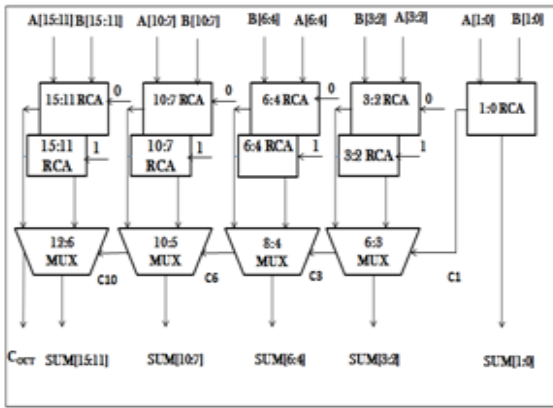 A[15:11] B[15:11] A[10:7] B[10:7] B[6:4] A[6:4] B[3:2] A[3:2] A[1:0] B[1:0]
15:11 RCA 0 10:7 RCA 0 6:4 RCA 0 3:2 RCA 0 1:0 RCA
15:11 RCA 1 10:7 RCA 1 6:4 RCA 1 3:2 RCA 1
12:6 MUX 10:5 MUX 8:4 MUX 6:3 MUX
C10 C6 C3 C1
COUT SUM[15:11] SUM[10:7] SUM[6:4] SUM[3:2] SUM[1:0]